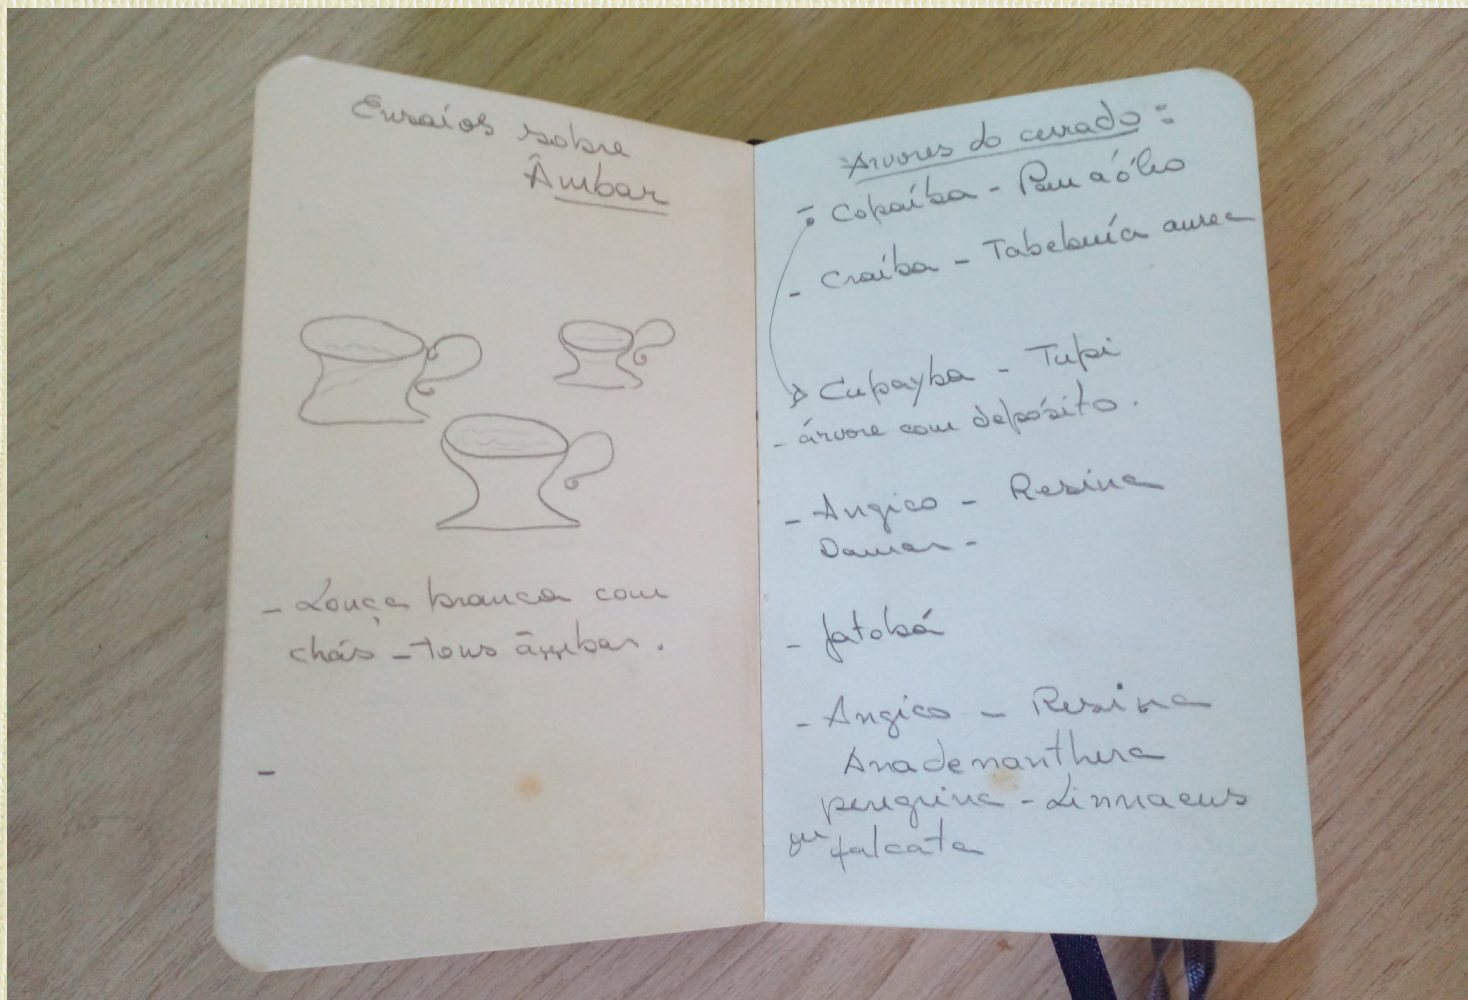 Ensaios sobre
Âmbar
- Louça branca com
chás - Tons âmbar.
-
Árvores do cerrado:
- Copaíba - Pau a óleo
- Craíba - Tabebuia aurea
Cupayba - Tupi
- árvore com depósito.
- Angico - Resina
Damar -
- Jatobá
- Angico - Resina
Anadenanthera
peregrina - Linnaeus
ou falcata